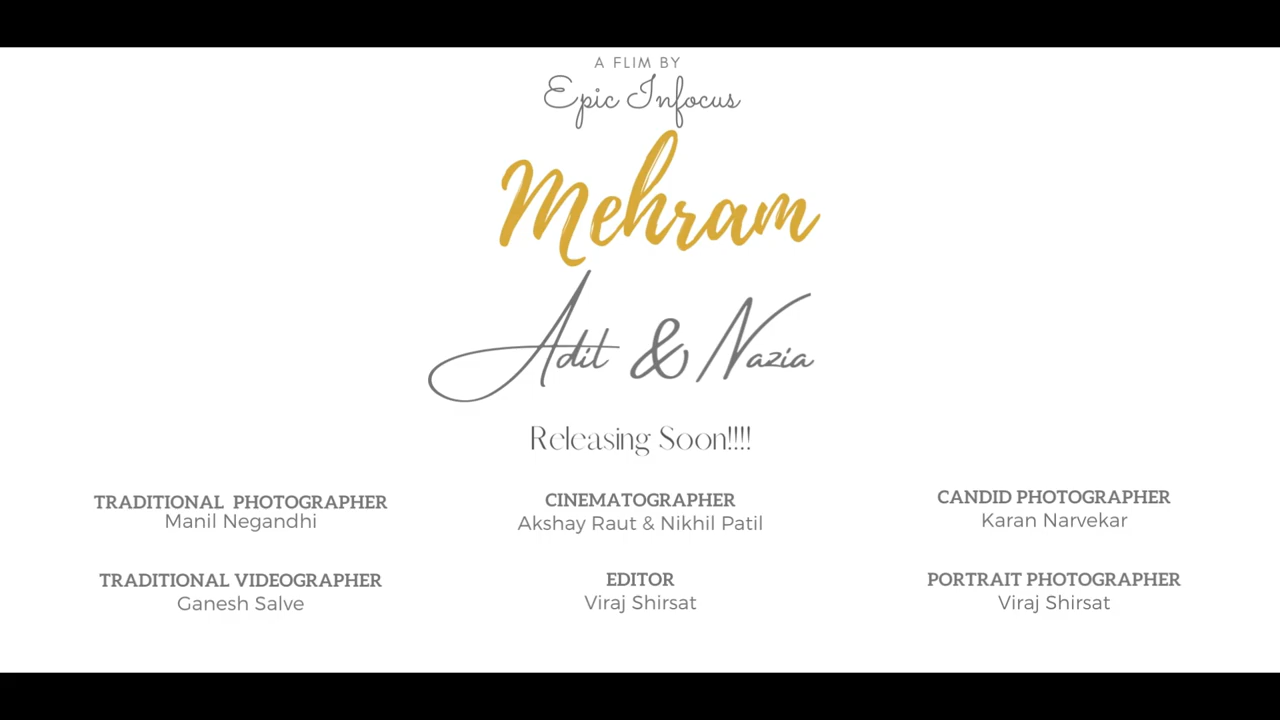 A FLIM BY
Epic Infocus
Mehram
Adil & Nazia
Releasing Soon!!!!
TRADITIONAL PHOTOGRAPHER
Manil Negandhi
CINEMATOGRAPHER
Akshay Raut & Nikhil Patil
CANDID PHOTOGRAPHER
Karan Narvekar
TRADITIONAL VIDEOGRAPHER
Ganesh Salve
EDITOR
Viraj Shirsat
PORTRAIT PHOTOGRAPHER
Viraj Shirsat